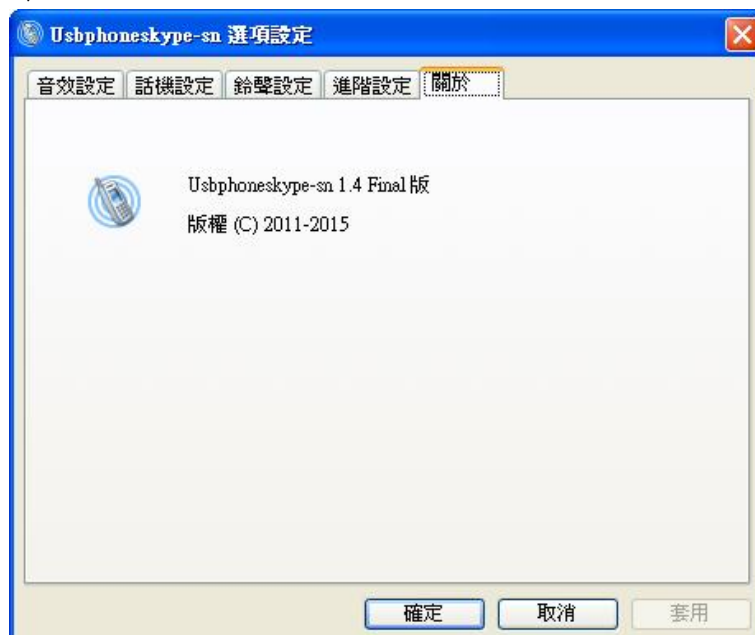 Usbphoneskype-sn 選項設定
音效設定 話機設定 鈴聲設定 進階設定 關於
Usbphoneskype-sn 1.4 Final 版
版權 (C) 2011-2015
確定 取消 套用